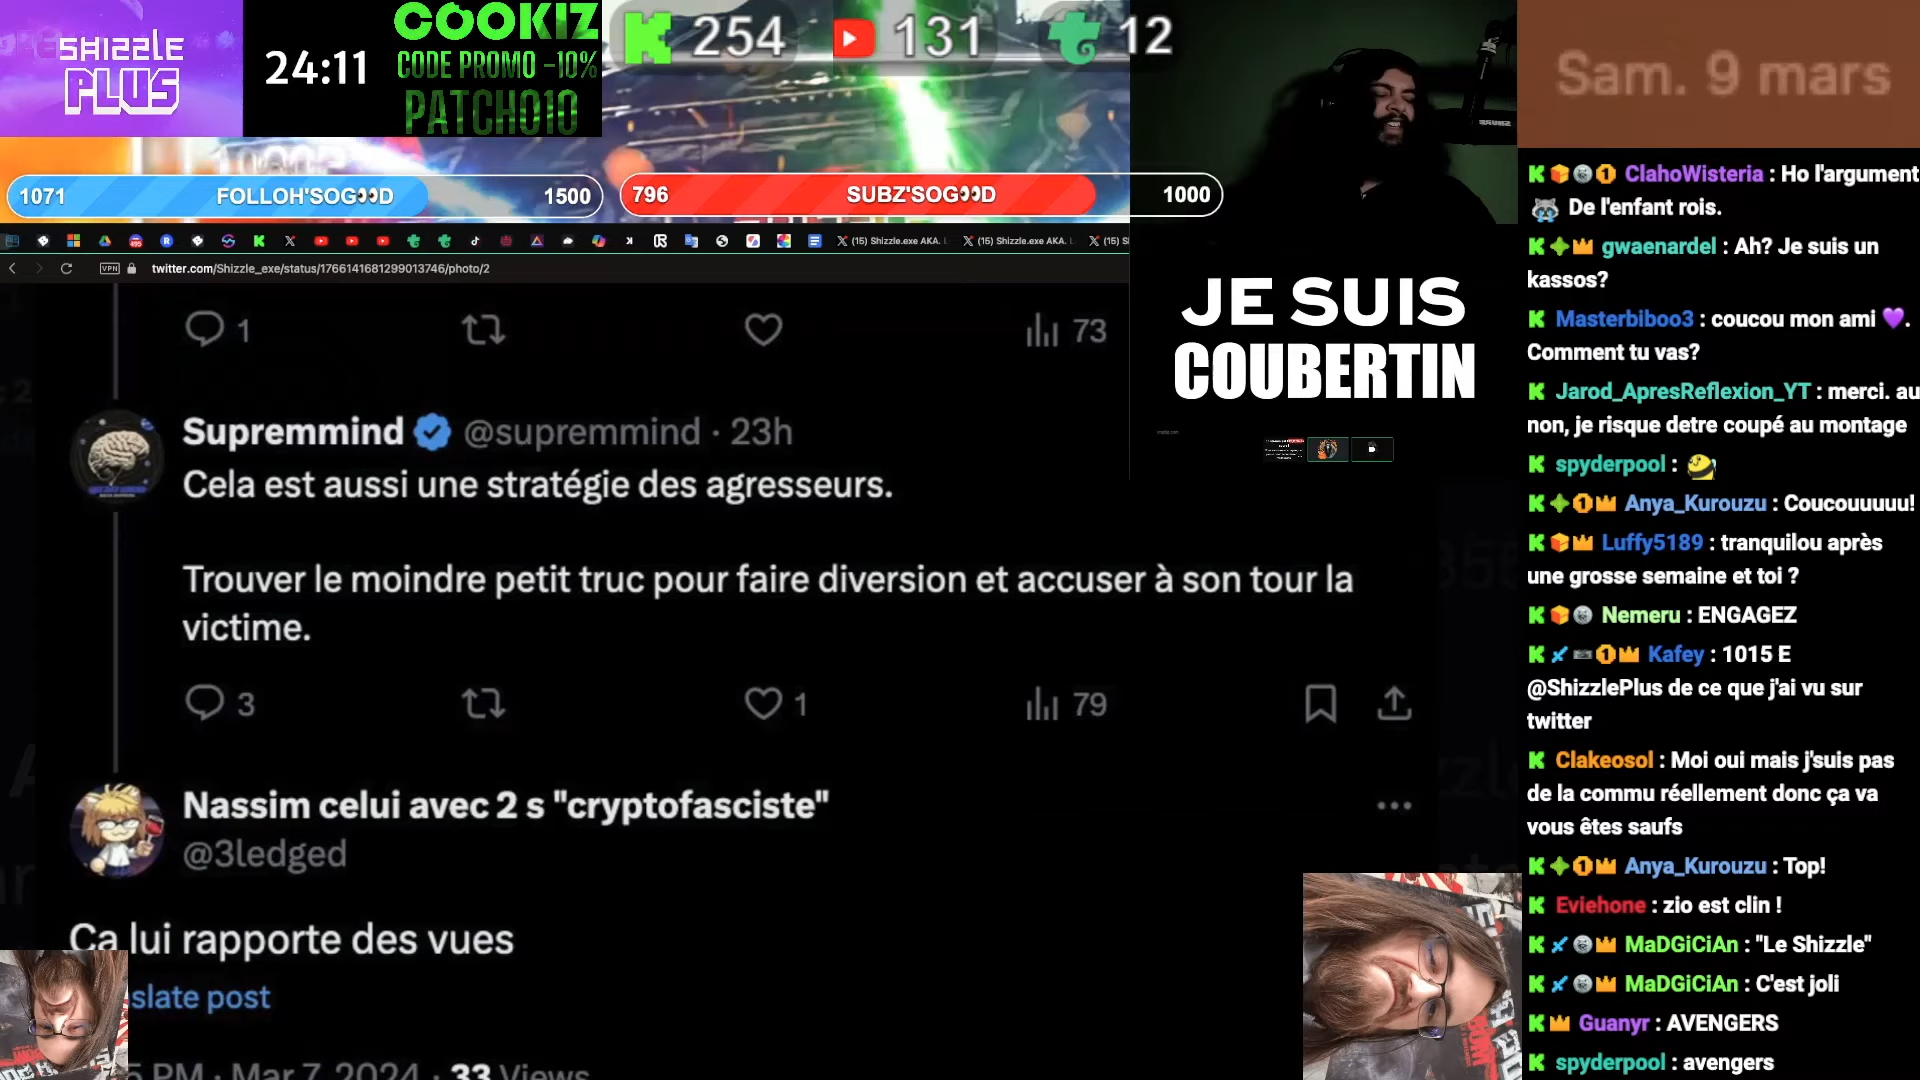 SHIZZLE
PLUS
24:11
COOKIZ
CODE PROMO -10%
PATCHO10
254
131
12
Sam. 9 mars
1071
FOLLOH'SOG👀D
1500
796
SUBZ'SOG👀D
1000
(15) Shizzle.exe AKA. L
(15) Shizzle.exe AKA. L
(15) S
VPN
twitter.com/Shizzle_exe/status/1766141681299013746/photo/2
JE SUIS
COUBERTIN
1
73
Supremmind @supremmind · 23h
Cela est aussi une stratégie des agresseurs.
Trouver le moindre petit truc pour faire diversion et accuser à son tour la
victime.
3
1
79
Nassim celui avec 2 s "cryptofasciste"
@3ledged
Ca lui rapporte des vues
slate post
5 PM · Mar 7, 2024 · 33 Views
ClahoWisteria : Ho l'argument
De l'enfant rois.
gwaenardel : Ah? Je suis un
kassos?
Masterbiboo3 : coucou mon ami 💜.
Comment tu vas?
Jarod_ApresReflexion_YT : merci. au
non, je risque detre coupé au montage
spyderpool :
Anya_Kurouzu : Coucouuuuu!
Luffy5189 : tranquilou après
une grosse semaine et toi ?
Nemeru : ENGAGEZ
Kafey : 1015 E
@ShizzlePlus de ce que j'ai vu sur
twitter
Clakeosol : Moi oui mais j'suis pas
de la commu réellement donc ça va
vous êtes saufs
Anya_Kurouzu : Top!
Eviehone : zio est clin !
MaDGiCiAn : "Le Shizzle"
MaDGiCiAn : C'est joli
Guanyr : AVENGERS
spyderpool : avengers